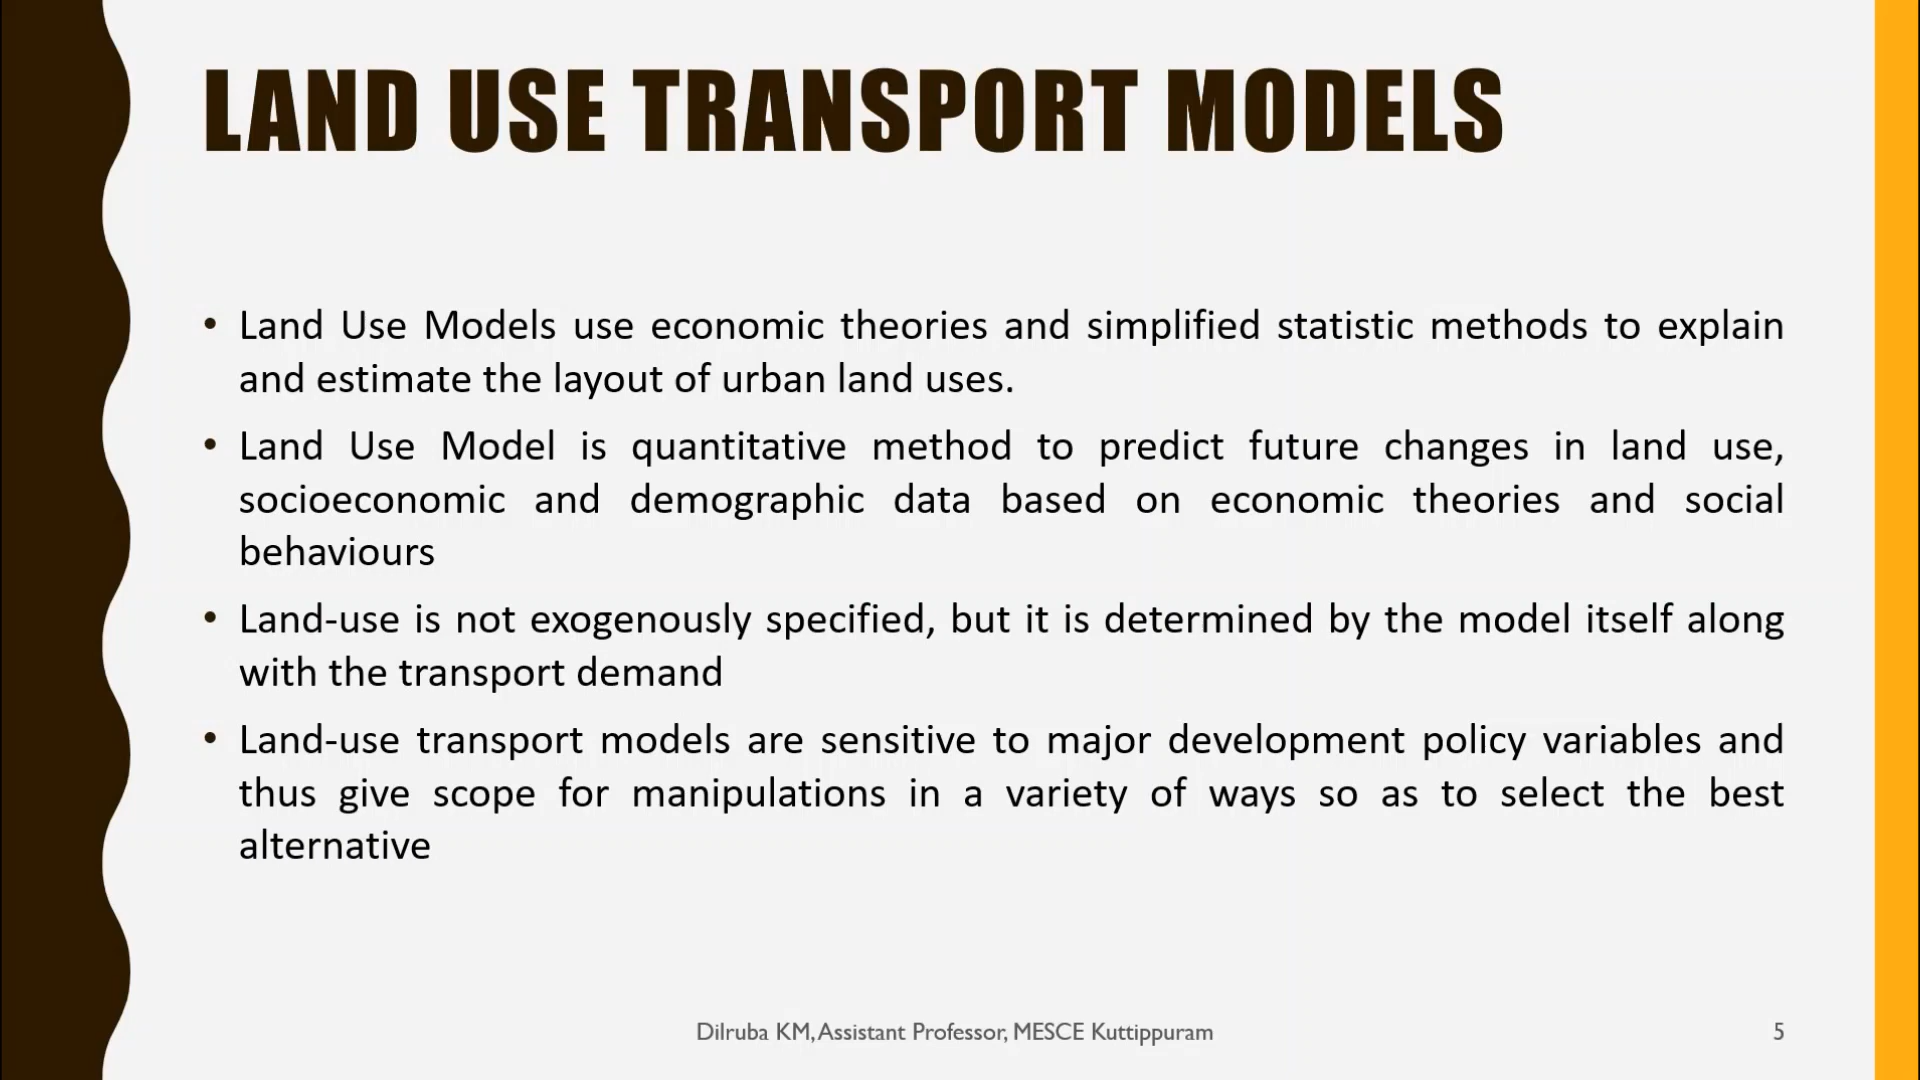 LAND USE TRANSPORT MODELS
• Land Use Models use economic theories and simplified statistic methods to explain
and estimate the layout of urban land uses.
• Land Use Model is quantitative method to predict future changes in land use,
socioeconomic and demographic data based on economic theories and social
behaviours
• Land-use is not exogenously specified, but it is determined by the model itself along
with the transport demand
• Land-use transport models are sensitive to major development policy variables and
thus give scope for manipulations in a variety of ways so as to select the best
alternative
Dilruba KM, Assistant Professor, MESCE Kuttippuram
5